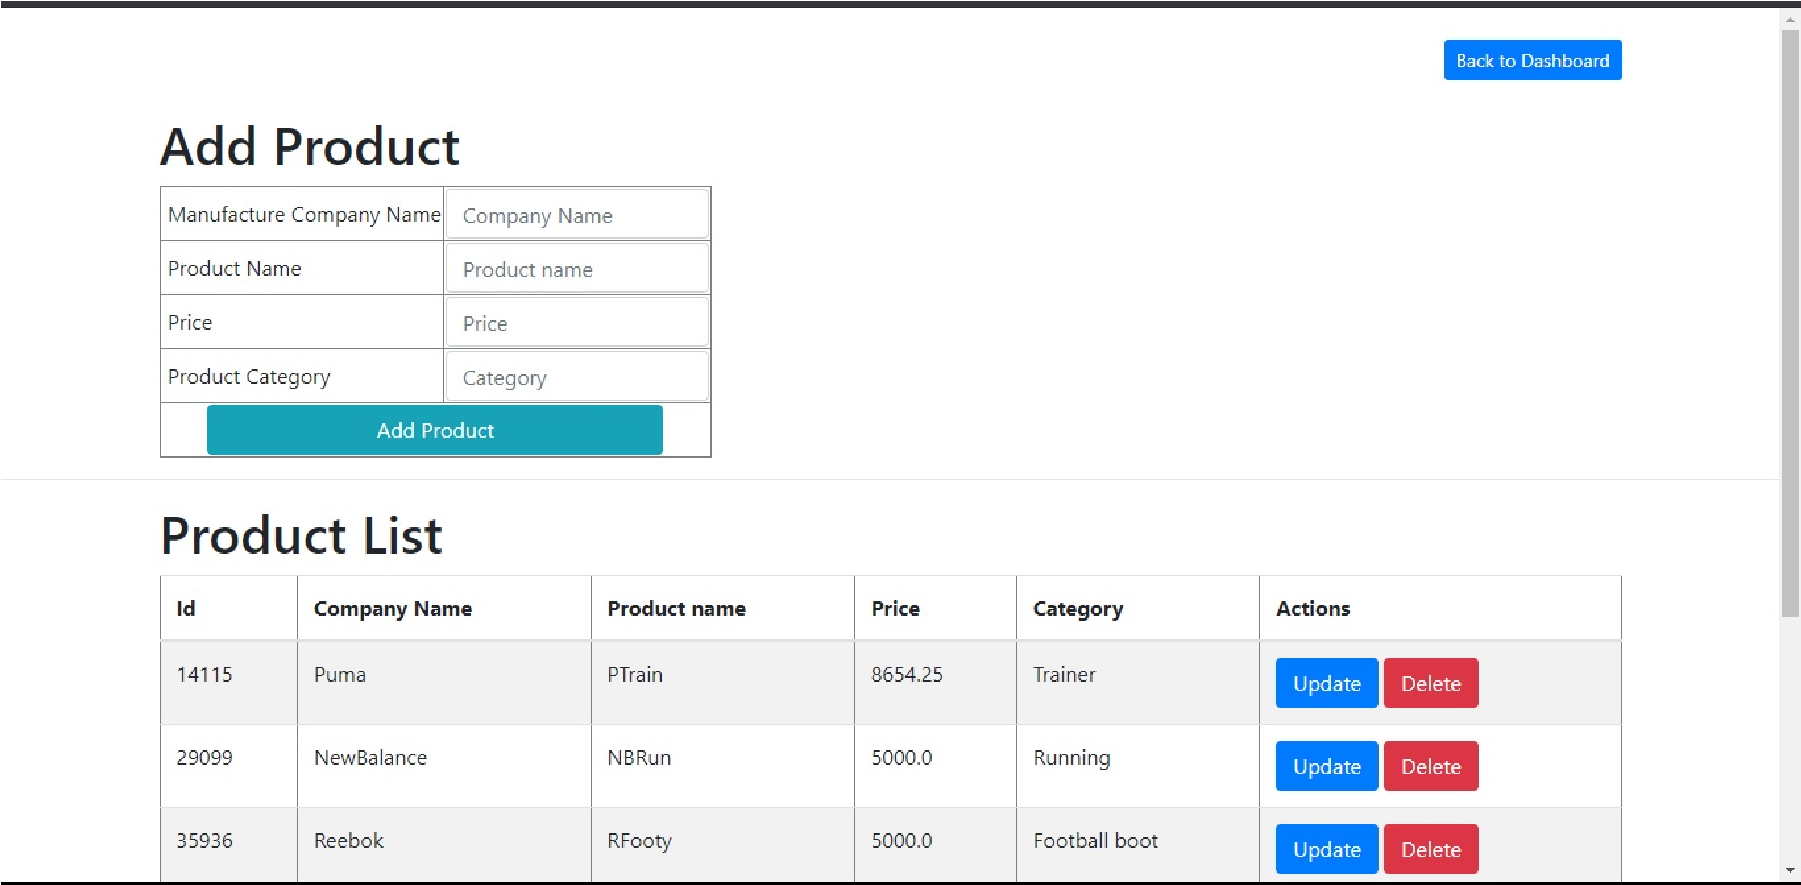 Back to Dashboard
Add Product
Manufacture Company Name Company Name
Product Name Product name
Price Price
Product Category Category
Add Product
Product List
Id Company Name Product name Price Category Actions
14115 Puma PTrain 8654.25 Trainer Update Delete
29099 NewBalance NBRun 5000.0 Running Update Delete
35936 Reebok RFooty 5000.0 Football boot Update Delete